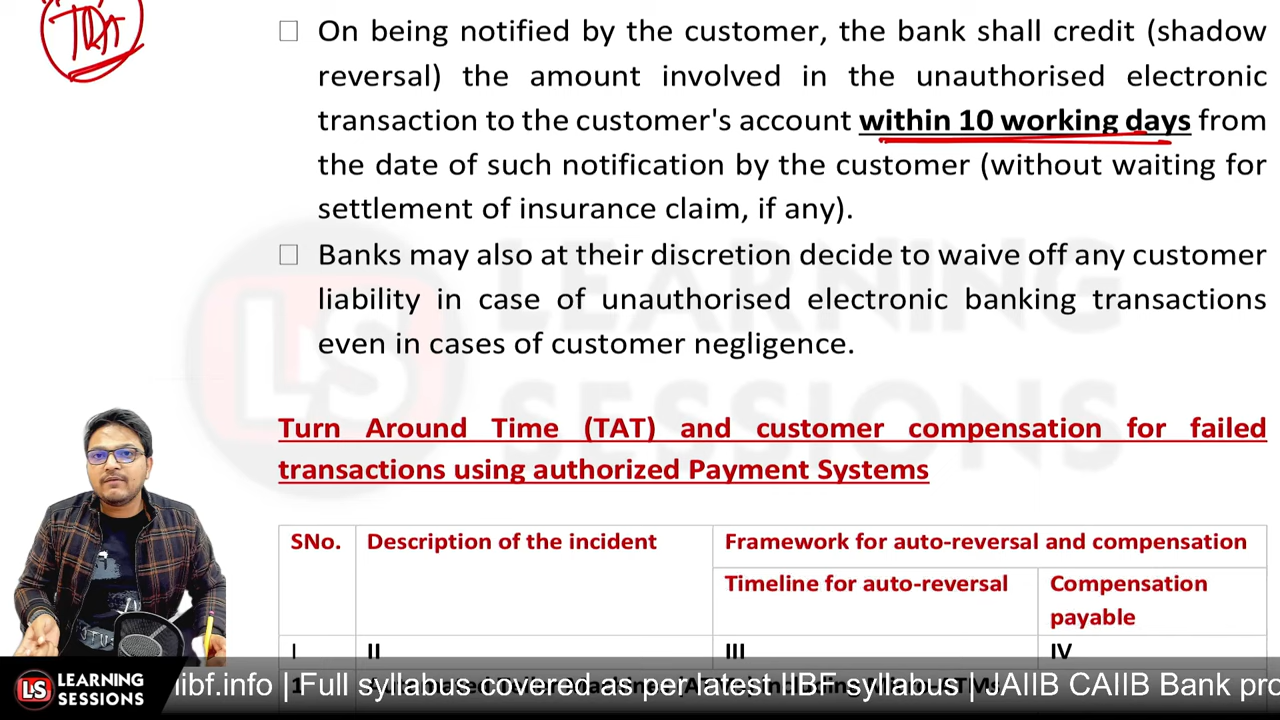 TAT
☐ On being notified by the customer, the bank shall credit (shadow
reversal) the amount involved in the unauthorised electronic
transaction to the customer's account within 10 working days from
the date of such notification by the customer (without waiting for
settlement of insurance claim, if any).
☐ Banks may also at their discretion decide to waive off any customer
liability in case of unauthorised electronic banking transactions
even in cases of customer negligence.
LS LEARNING
SESSIONS
Turn Around Time (TAT) and customer compensation for failed
transactions using authorized Payment Systems
SNo. Description of the incident Framework for auto-reversal and compensation
Timeline for auto-reversal Compensation
payable
I II III IV
LS LEARNING
SESSIONS
iibf.info | Full syllabus covered as per latest IIBF syllabus | JAIIB CAIIB Bank pro